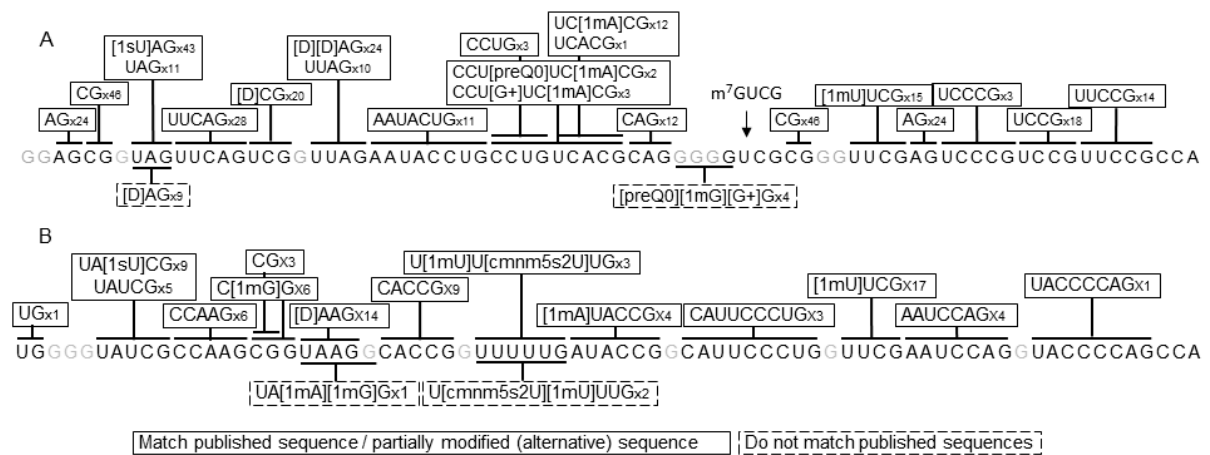 A
UC[1mA]CGx12
UCACGx1
[1sU]AGx43
UAGx11
[D][D]AGx24
UUAGx10
CCUGx3
CCU[preQ0]UC[1mA]CGx2
CCU[G+]UC[1mA]CGx3
CGx46
[D]CGx20
m⁷GUCG
[1mU]UCGx15
UCCCGx3
UUCCGx14
AGx24
UUCAGx28
AAUACUGx11
CAGx12
CGx46
AGx24
UCCGx18
GGAGCGGUAGUUCAGUCGGUUAGAAUACCUGCCUGUCACGCAGGGGGUCGCGGGUUCGAGUCCCGUCCGUUCCGCCA
[D]AGx9
[preQ0][1mG][G+]Gx4
B
UA[1sU]CGx9
UAUCGx5
CGX3
C[1mG]GX6
U[1mU]U[cmnm5s2U]UGx3
[1mU]UCGX17
UACCCCAGX1
UGx1
CCAAGx6
[D]AAGX14
CACCGX9
[1mA]UACCGX4
CAUUCCCUGX3
AAUCCAGX4
UGGGGUAUCGCCAAGCGGUAAGGCACCGGUUUUUGAUACCGGCAUUCCCUGGUUCGAAUCCAGGUACCCCAGCCA
UA[1mA][1mG]Gx1
U[cmnm5s2U][1mU]UUGx2
Match published sequence / partially modified (alternative) sequence
Do not match published sequences